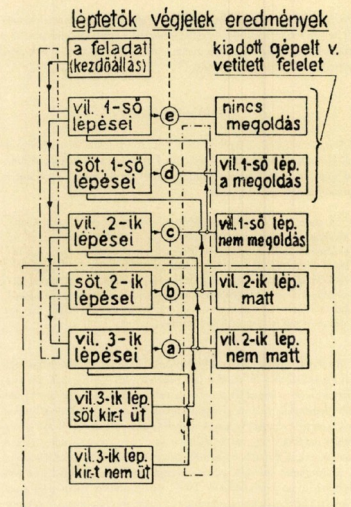 léptetők végjelek eredmények
a feladat
(kezdőállás)
kiadott gépelt v.
vetitett felelet
vil. 1-ső
lépései
e
nincs
megoldás
söt. 1-ső
lépései
d
vil.1-ső lép.
a megoldás
vil. 2-ik
lépései
c
vil.1-ső lép.
nem megoldás
söt. 2-ik
lépései
b
vil. 2-ik lép.
matt
vil. 3-ik
lépései
a
vil. 2-ik lép.
nem matt
vil.3-ik lép.
söt.kir-t üt
vil.3-ik lép.
kir-t nem üt